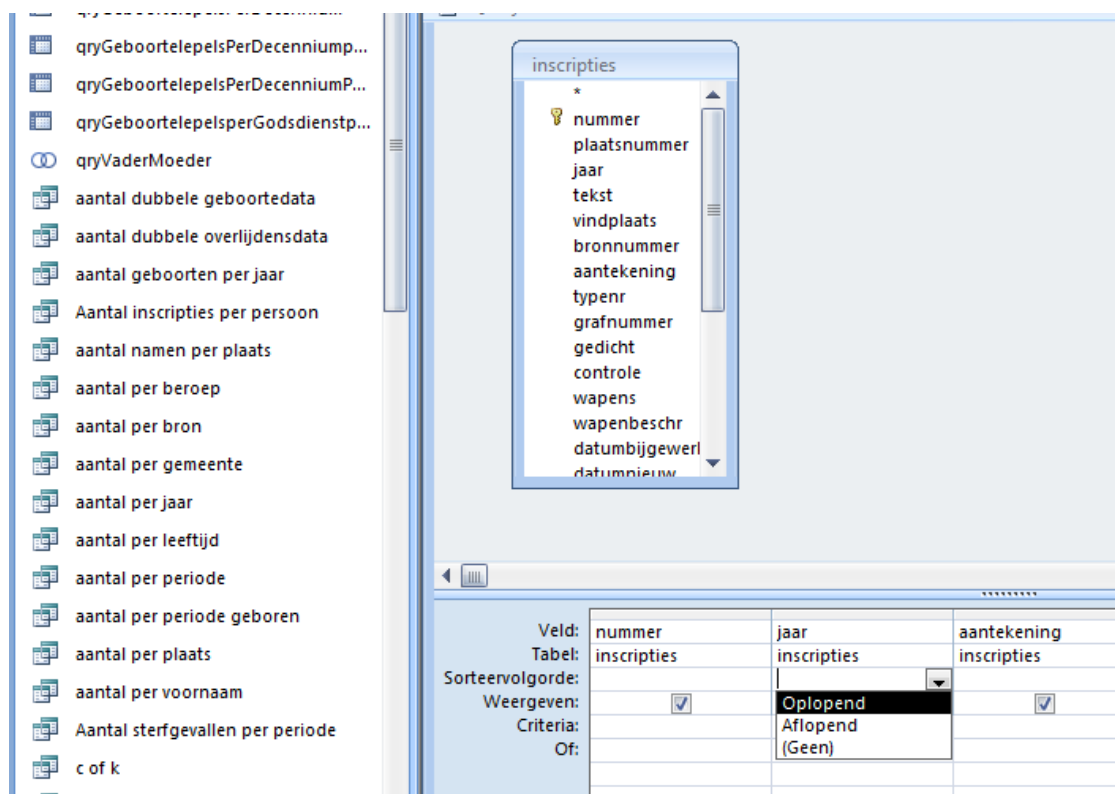 qryGeboortelepelsPerDecenniump...
qryGeboortelepelsPerDecenniumP...
qryGeboortelepelsperGodsdienstp...
qryVaderMoeder
aantal dubbele geboortedata
aantal dubbele overlijdensdata
aantal geboorten per jaar
Aantal inscripties per persoon
aantal namen per plaats
aantal per beroep
aantal per bron
aantal per gemeente
aantal per jaar
aantal per leeftijd
aantal per periode
aantal per periode geboren
aantal per plaats
aantal per voornaam
Aantal sterfgevallen per periode
c of k
inscripties
*
nummer
plaatsnummer
jaar
tekst
vindplaats
bronnummer
aantekening
typenr
grafnummer
gedicht
controle
wapens
wapenbeschr
datumbijgewerl
datumnieuw
Veld: nummer jaar aantekening
Tabel: inscripties inscripties inscripties
Sorteervolgorde:
Weergeven: Oplopend
Criteria: Aflopend
Of: (Geen)